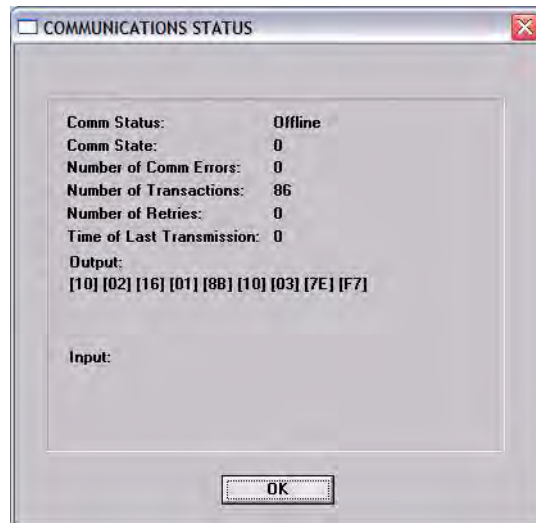 COMMUNICATIONS STATUS
Comm Status: Offline
Comm State: 0
Number of Comm Errors: 0
Number of Transactions: 86
Number of Retries: 0
Time of Last Transmission: 0
Output:
[10] [02] [16] [01] [8B] [10] [03] [7E] [F7]
Input:
OK